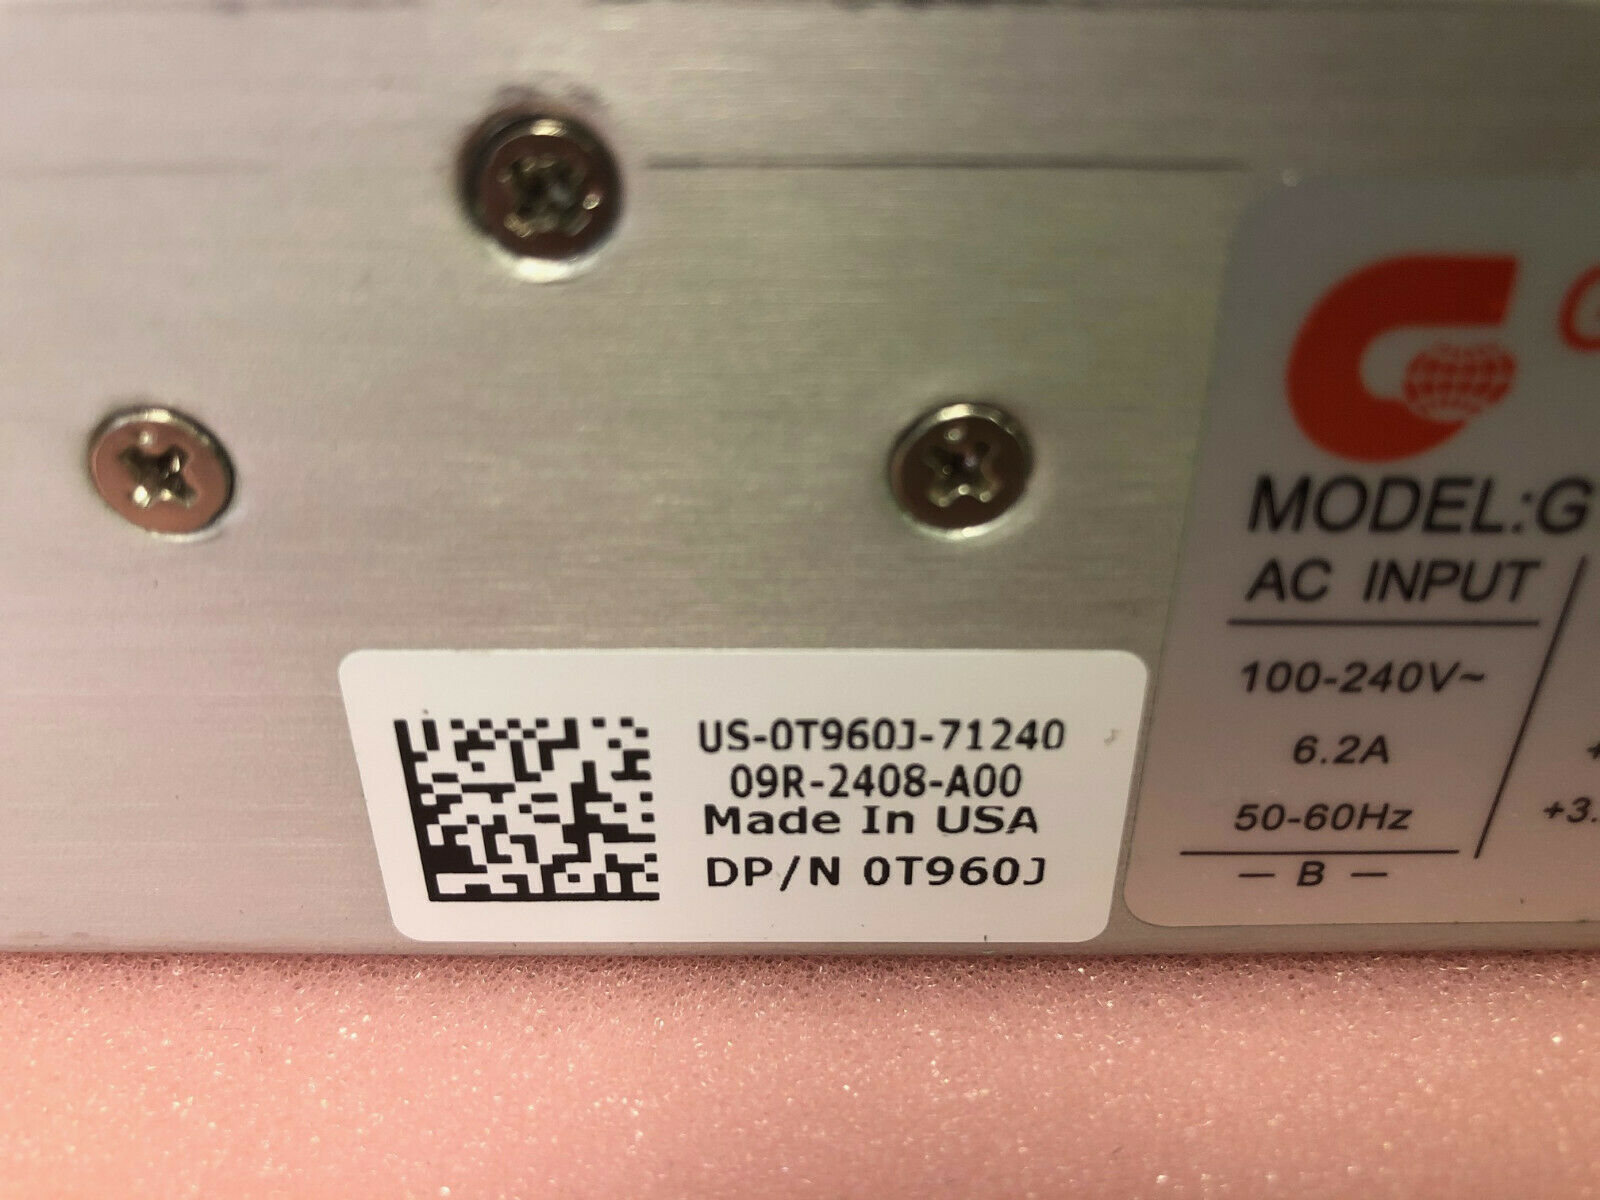 US-0T960J-71240
09R-2408-A00
Made In USA
DP/N 0T960J
MODEL:G
AC INPUT
100-240V~
6.2A
50-60Hz
+3.
— B —